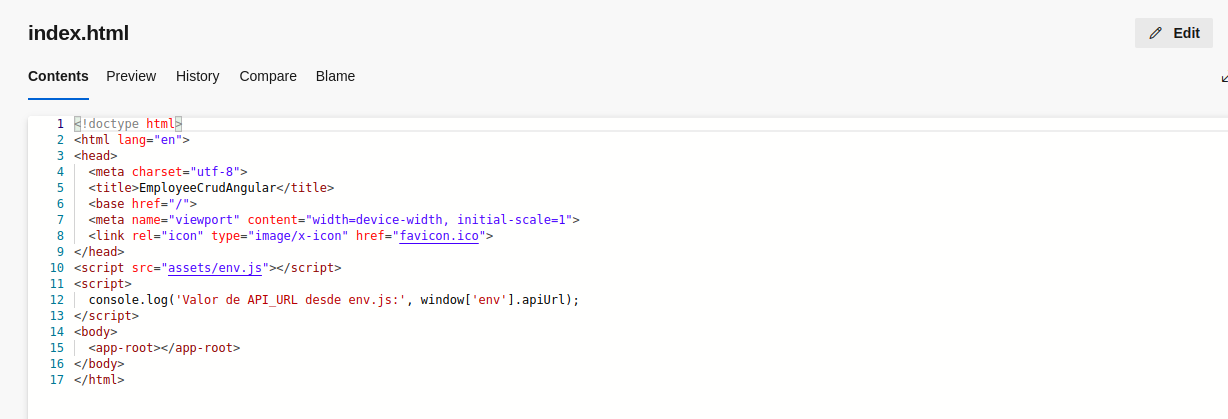 index.html
Edit
Contents Preview History Compare Blame
1 <!doctype html>
2 <html lang="en">
3 <head>
4   <meta charset="utf-8">
5   <title>EmployeeCrudAngular</title>
6   <base href="/">
7   <meta name="viewport" content="width=device-width, initial-scale=1">
8   <link rel="icon" type="image/x-icon" href="favicon.ico">
9 </head>
10 <script src="assets/env.js"></script>
11 <script>
12   console.log('Valor de API_URL desde env.js:', window['env'].apiUrl);
13 </script>
14 <body>
15   <app-root></app-root>
16 </body>
17 </html>